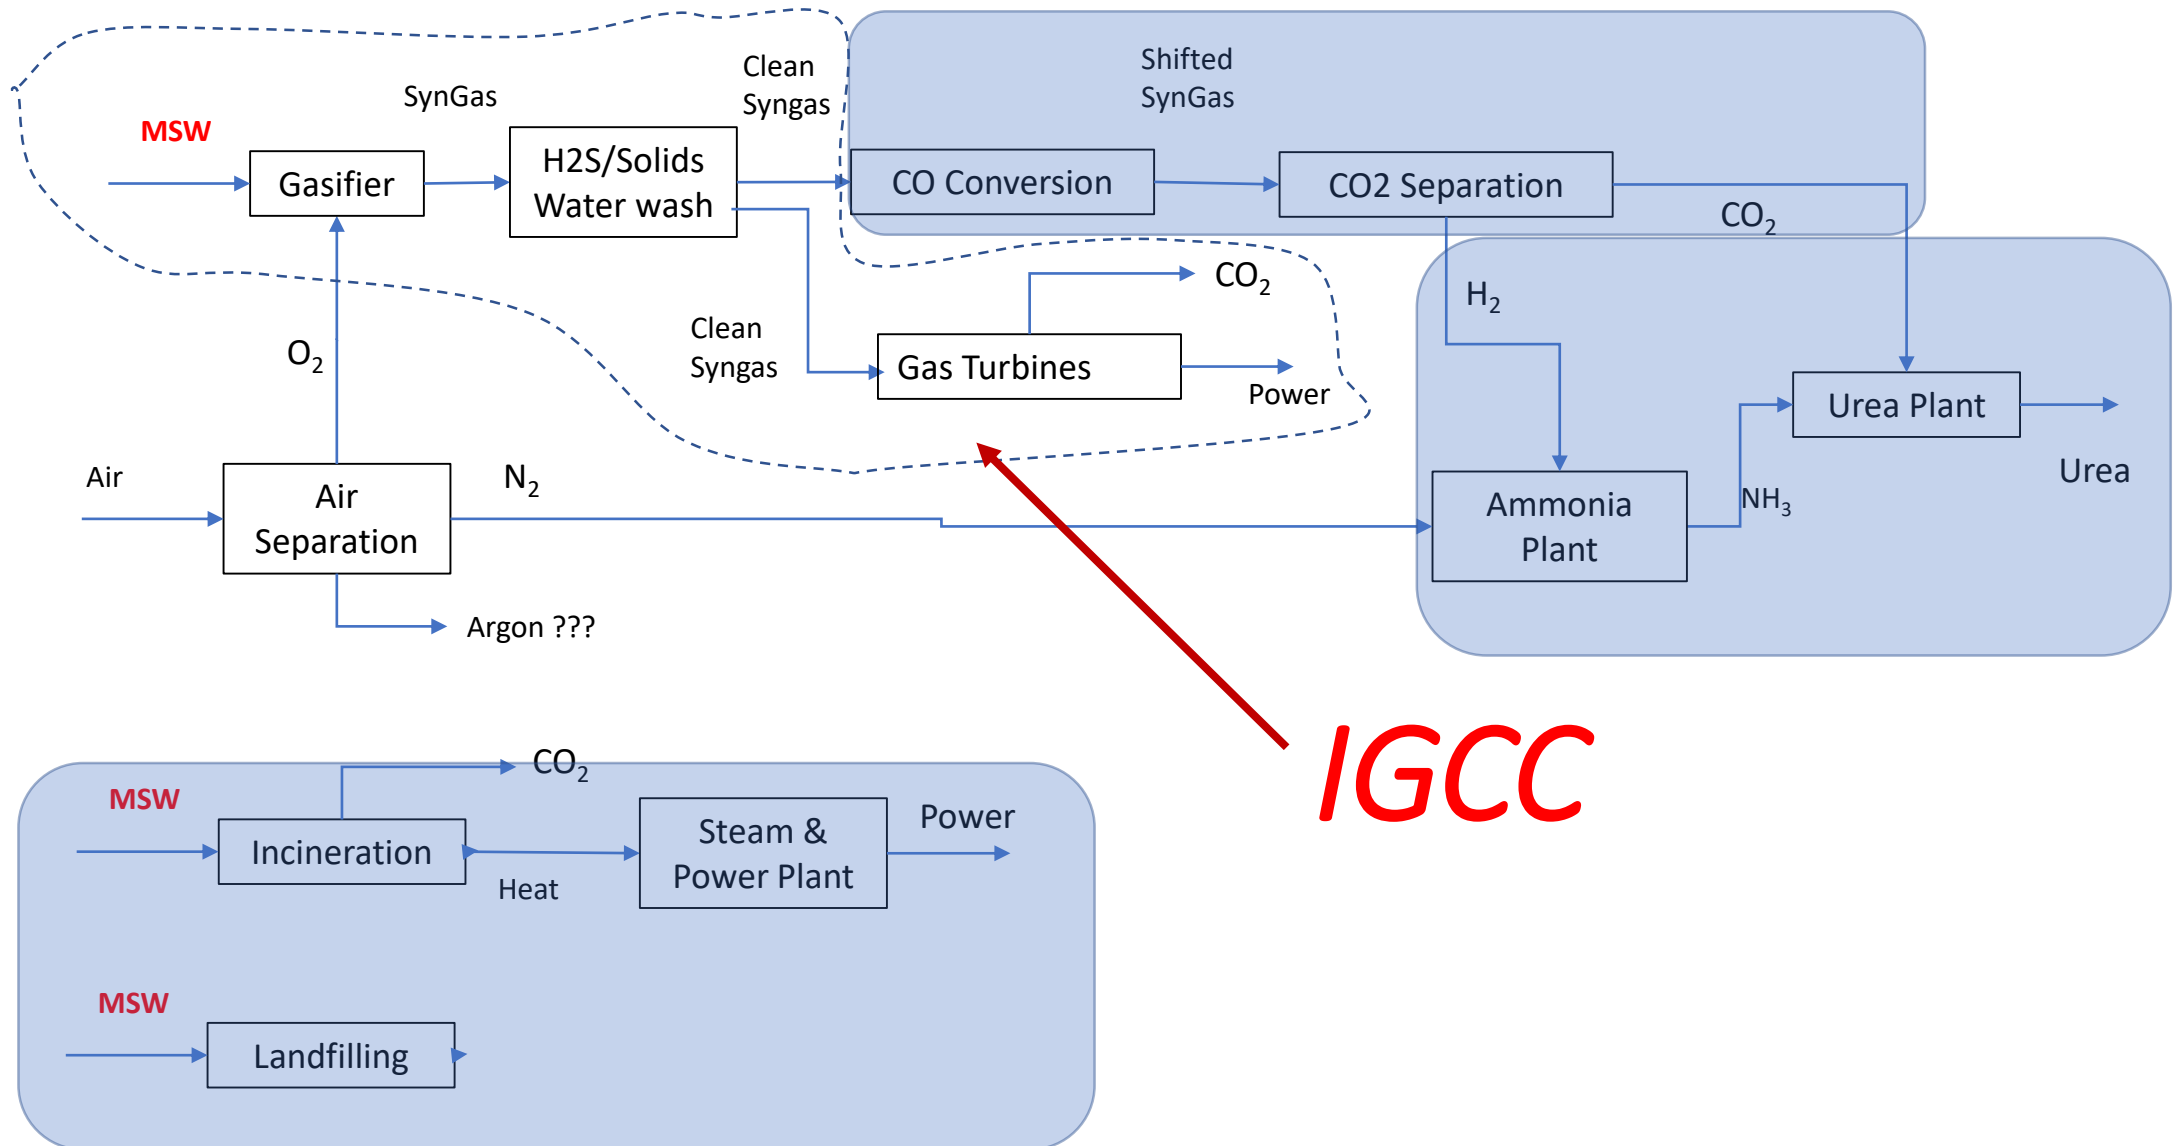 Clean
Syngas
Shifted
SynGas
SynGas
MSW
Gasifier
H2S/Solids
Water wash
CO Conversion
CO2 Separation
CO₂
CO₂
H₂
O₂
Clean
Syngas
Gas Turbines
Power
Urea Plant
Urea
Air
Air
Separation
N₂
Ammonia
Plant
NH₃
Argon ???
IGCC
CO₂
MSW
Incineration
Heat
Steam &
Power Plant
Power
MSW
Landfilling